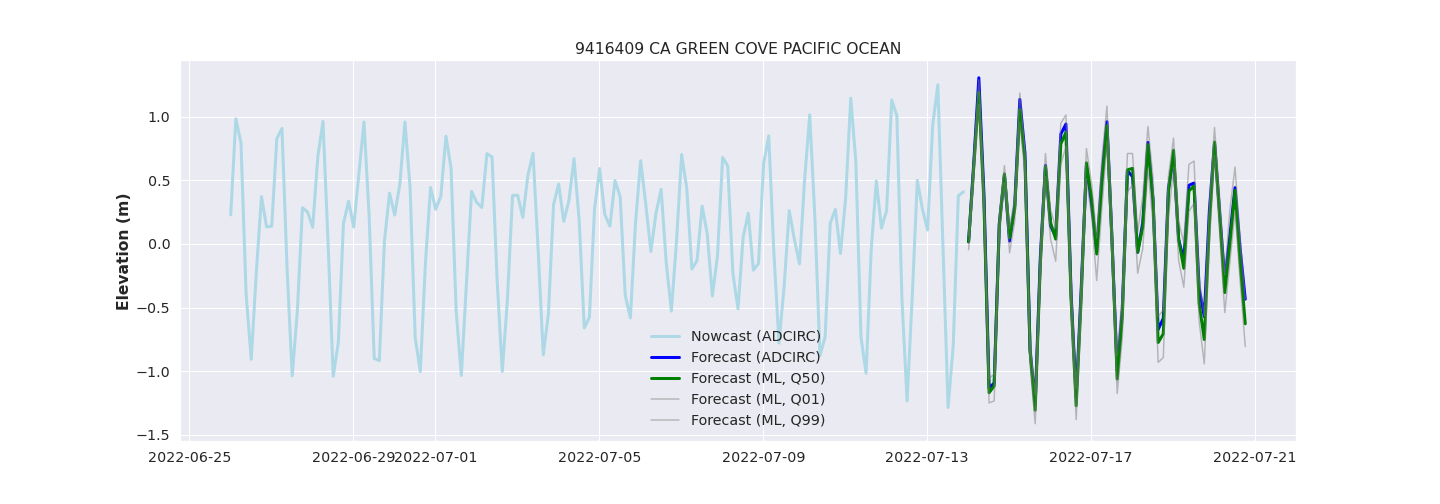 9416409 CA GREEN COVE PACIFIC OCEAN
Elevation (m)
1.0
0.5
0.0
−0.5
−1.0
−1.5
Nowcast (ADCIRC)
Forecast (ADCIRC)
Forecast (ML, Q50)
Forecast (ML, Q01)
Forecast (ML, Q99)
2022-06-25 2022-06-29 2022-07-01 2022-07-05 2022-07-09 2022-07-13 2022-07-17 2022-07-21